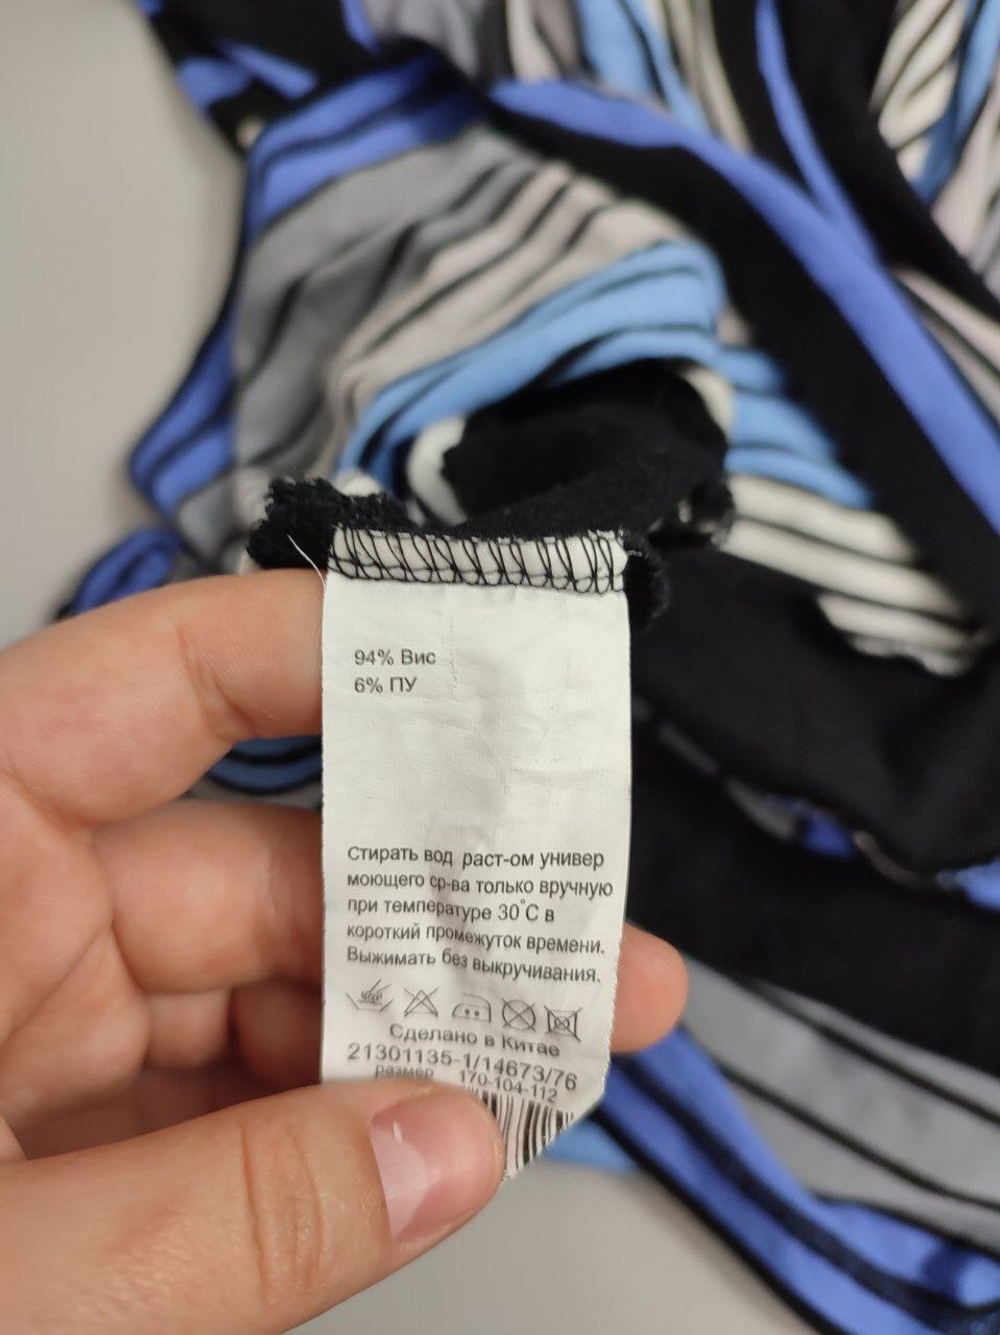 94% Вис
6% ПУ
Стирать вод раст-ом универ
моющего ср-ва только вручную
при температуре 30°С в
короткий промежуток времени.
Выжимать без выкручивания.
Сделано в Китае
21301135-1/14673/76
размер 170-104-112